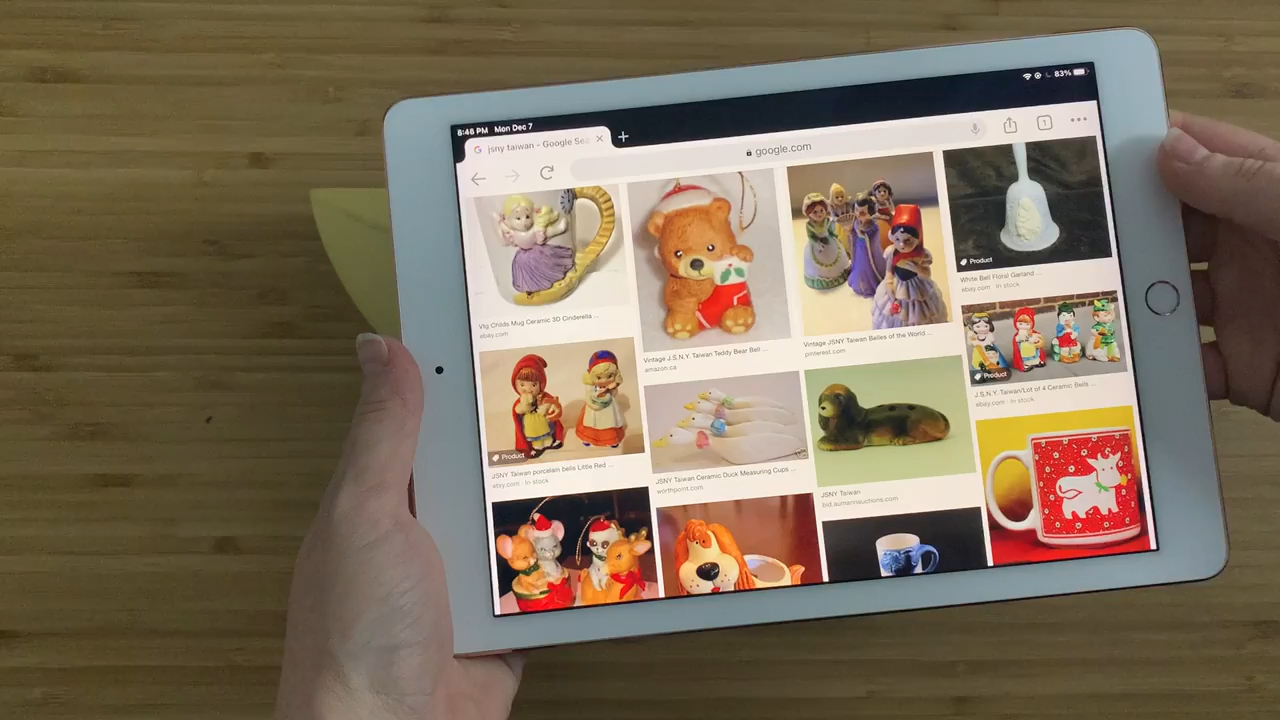 8:46 PM Mon Dec 7
83%
jsny taiwan - Google Sea
google.com
1
Vtg Childs Mug Ceramic 3D Cinderella ...
ebay.com
Vintage J.S.N.Y. Taiwan Teddy Bear Bell ...
amazon.ca
Vintage JSNY Taiwan Belles of the World ...
pinterest.com
Product
White Bell Floral Garland ...
ebay.com · In stock
Product
JSNY Taiwan porcelain bells Little Red ...
etsy.com · In stock
JSNY Taiwan Ceramic Duck Measuring Cups ...
worthpoint.com
JSNY Taiwan
bid.aumannauctions.com
Product
J.S.N.Y. Taiwan/Lot of 4 Ceramic Bells ...
ebay.com · In stock